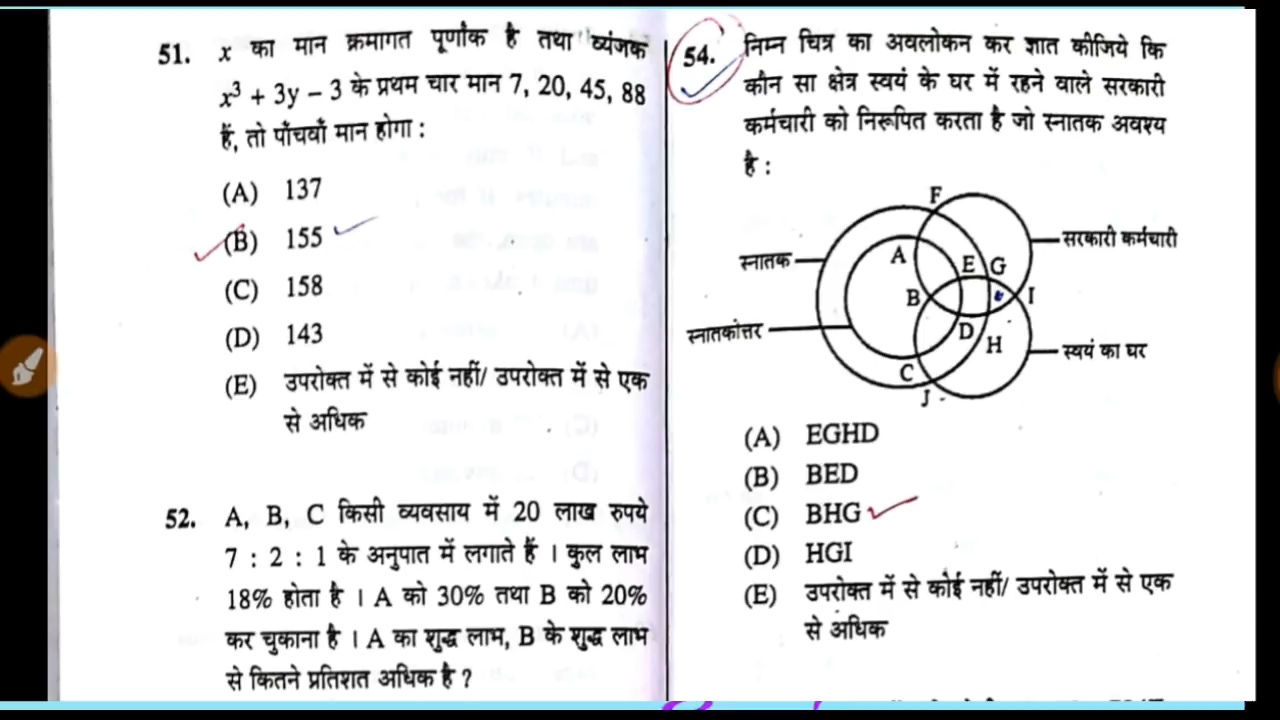 51. x का मान क्रमागत पूर्णांक है तथा व्यंजक
x³ + 3y – 3 के प्रथम चार मान 7, 20, 45, 88
हैं, तो पाँचवाँ मान होगा :
(A) 137
(B) 155
(C) 158
(D) 143
(E) उपरोक्त में से कोई नहीं/ उपरोक्त में से एक
से अधिक
52. A, B, C किसी व्यवसाय में 20 लाख रुपये
7 : 2 : 1 के अनुपात में लगाते हैं । कुल लाभ
18% होता है । A को 30% तथा B को 20%
कर चुकाना है । A का शुद्ध लाभ, B के शुद्ध लाभ
से कितने प्रतिशत अधिक है ?
54. निम्न चित्र का अवलोकन कर ज्ञात कीजिये कि
कौन सा क्षेत्र स्वयं के घर में रहने वाले सरकारी
कर्मचारी को निरूपित करता है जो स्नातक अवश्य
है :
F
सरकारी कर्मचारी
स्नातक
A E G
B I
स्नातकोत्तर
D H
स्वयं का घर
C
J
(A) EGHD
(B) BED
(C) BHG
(D) HGI
(E) उपरोक्त में से कोई नहीं/ उपरोक्त में से एक
से अधिक